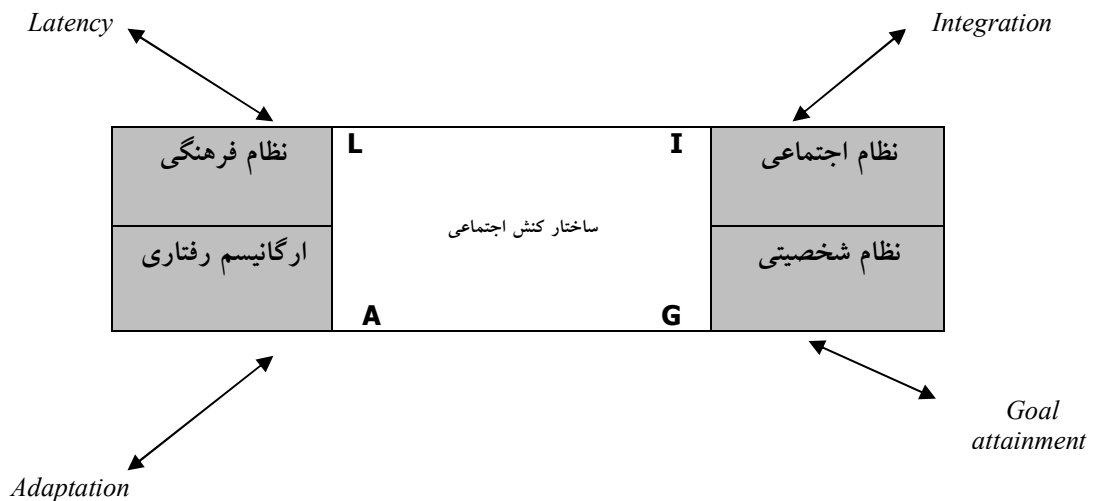 Latency
Integration
نظام فرهنگی
L
I
نظام اجتماعی
ساختار کنش اجتماعی
ارگانیسم رفتاری
نظام شخصیتی
A
G
Goal
attainment
Adaptation